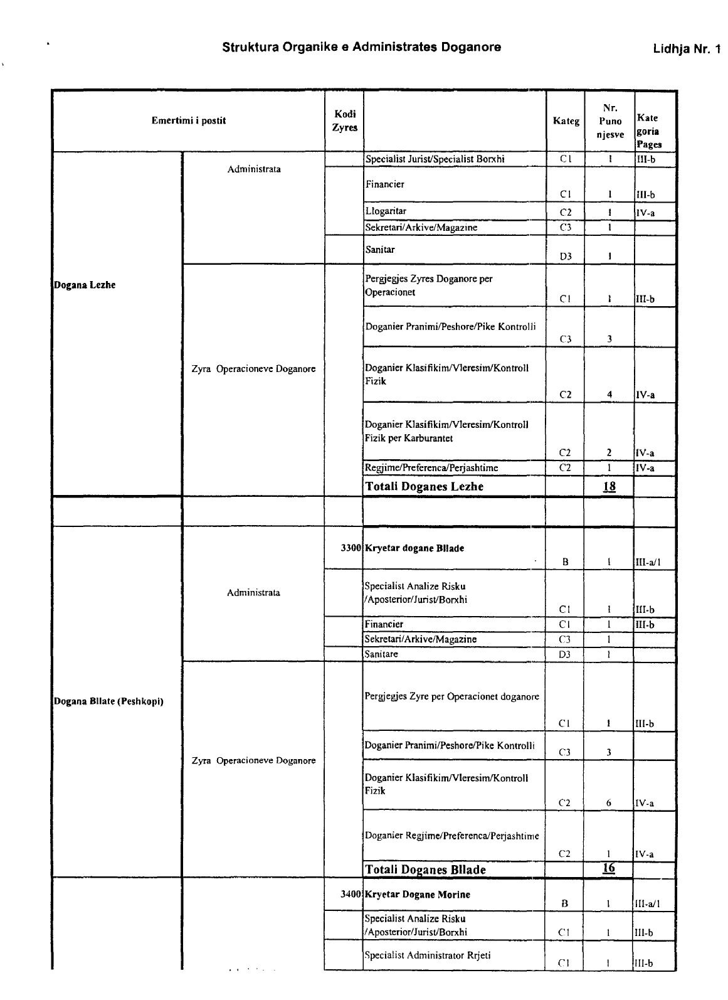 Struktura Organike e Administrates Doganore
Lidhja Nr. 1
Emertimi i postit
Kodi
Zyres
Kateg
Nr.
Puno
njesve
Kate
goria
Pages
Dogana Lezhe
Administrata
Specialist Jurist/Specialist Borxhi C1 1 III-b
Financier C1 1 III-b
Llogaritar C2 1 IV-a
Sekretari/Arkive/Magazine C3 1
Sanitar D3 1
Zyra Operacioneve Doganore
Pergjegjes Zyres Doganore per
Operacionet C1 1 III-b
Doganier Pranimi/Peshore/Pike Kontrolli C3 3
Doganier Klasifikim/Vleresim/Kontroll
Fizik C2 4 IV-a
Doganier Klasifikim/Vleresim/Kontroll
Fizik per Karburantet C2 2 IV-a
Regjime/Preferenca/Perjashtime C2 1 IV-a
Totali Doganes Lezhe 18
Dogana Bllate (Peshkopi)
Administrata
3300 Kryetar dogane Bllade B 1 III-a/1
Specialist Analize Risku
/Aposterior/Jurist/Borxhi C1 1 III-b
Financier C1 1 III-b
Sekretari/Arkive/Magazine C3 1
Sanitare D3 1
Zyra Operacioneve Doganore
Pergjegjes Zyre per Operacionet doganore C1 1 III-b
Doganier Pranimi/Peshore/Pike Kontrolli C3 3
Doganier Klasifikim/Vleresim/Kontroll
Fizik C2 6 IV-a
Doganier Regjime/Preferenca/Perjashtime C2 1 IV-a
Totali Doganes Bllade 16
3400 Kryetar Dogane Morine B 1 III-a/1
Specialist Analize Risku
/Aposterior/Jurist/Borxhi C1 1 III-b
Specialist Administrator Rrjeti C1 1 III-b